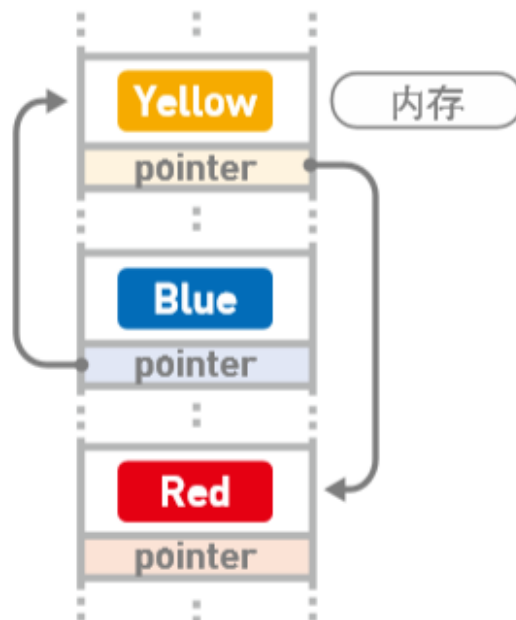 Yellow
内存
pointer
Blue
pointer
Red
pointer